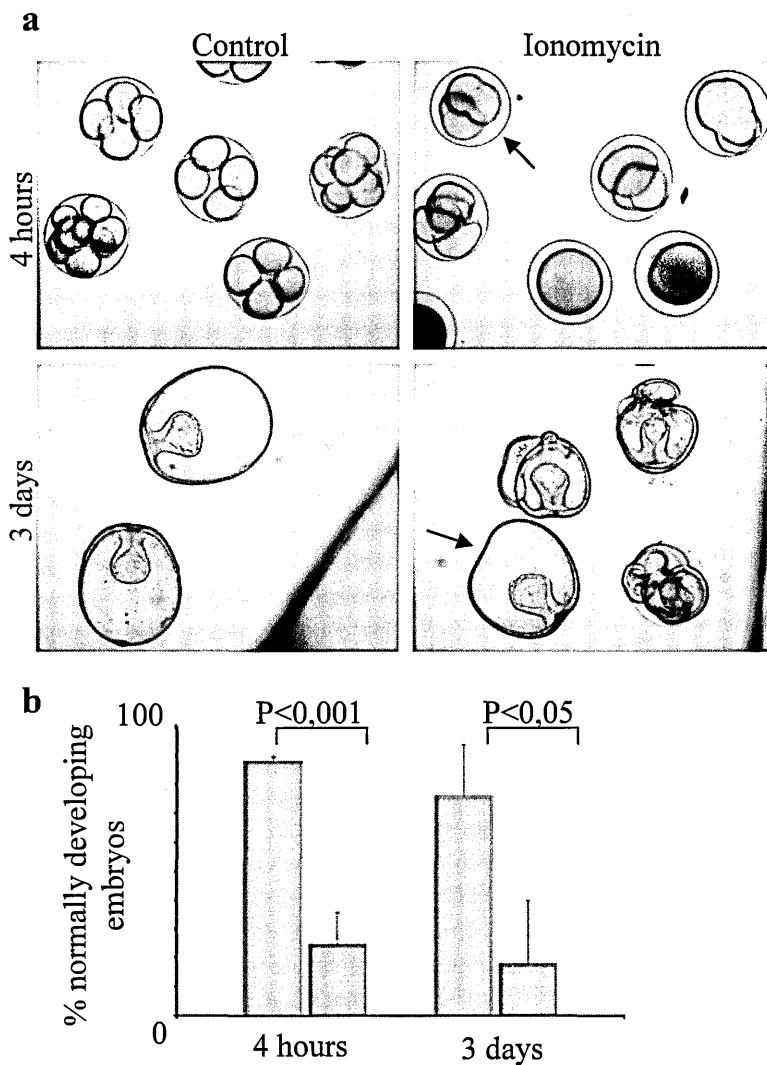 a
Control Ionomycin
4 hours
3 days
b
100
P<0,001 P<0,05
% normally developing
embryos
0
4 hours 3 days